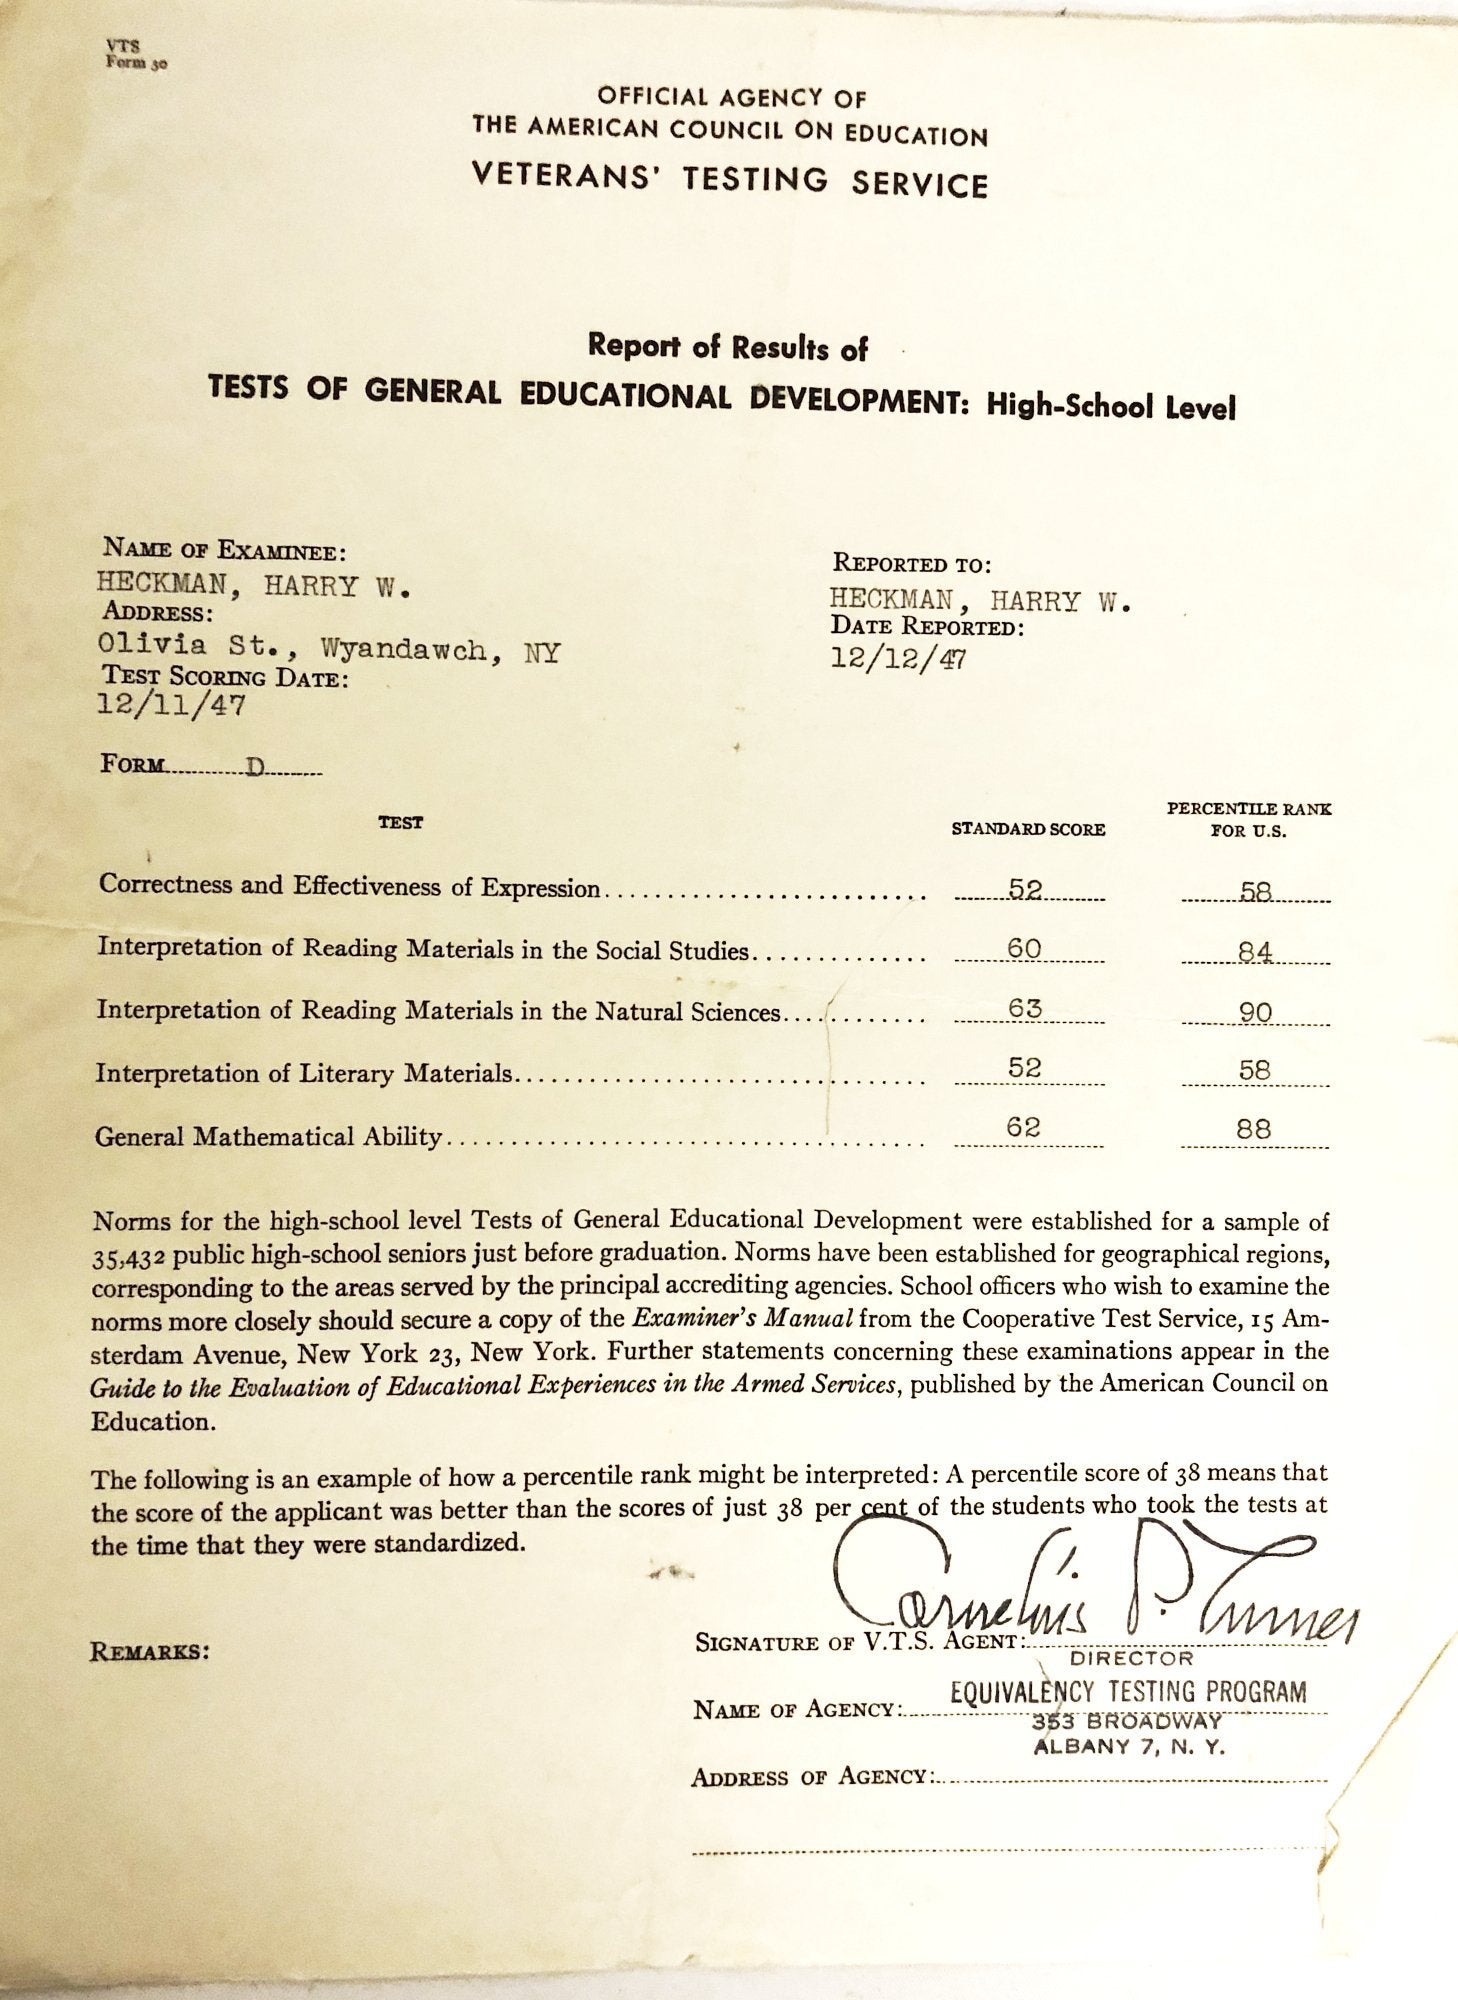 VTS
Form 30
OFFICIAL AGENCY OF
THE AMERICAN COUNCIL ON EDUCATION
VETERANS' TESTING SERVICE
Report of Results of
TESTS OF GENERAL EDUCATIONAL DEVELOPMENT: High-School Level
NAME OF EXAMINEE:
HECKMAN, HARRY W.
ADDRESS:
Olivia St., Wyandawch, NY
TEST SCORING DATE:
12/11/47
REPORTED TO:
HECKMAN, HARRY W.
DATE REPORTED:
12/12/47
FORM............D.........
TEST STANDARD SCORE PERCENTILE RANK
FOR U.S.
Correctness and Effectiveness of Expression.......................... 52 58
Interpretation of Reading Materials in the Social Studies.............. 60 84
Interpretation of Reading Materials in the Natural Sciences............ 63 90
Interpretation of Literary Materials................................. 52 58
General Mathematical Ability....................................... 62 88
Norms for the high-school level Tests of General Educational Development were established for a sample of
35,432 public high-school seniors just before graduation. Norms have been established for geographical regions,
corresponding to the areas served by the principal accrediting agencies. School officers who wish to examine the
norms more closely should secure a copy of the Examiner's Manual from the Cooperative Test Service, 15 Am-
sterdam Avenue, New York 23, New York. Further statements concerning these examinations appear in the
Guide to the Evaluation of Educational Experiences in the Armed Services, published by the American Council on
Education.
The following is an example of how a percentile rank might be interpreted: A percentile score of 38 means that
the score of the applicant was better than the scores of just 38 per cent of the students who took the tests at
the time that they were standardized.
REMARKS:
Cornelius P. Turner
SIGNATURE OF V.T.S. AGENT:
DIRECTOR
NAME OF AGENCY: EQUIVALENCY TESTING PROGRAM
353 BROADWAY
ALBANY 7, N. Y.
ADDRESS OF AGENCY: